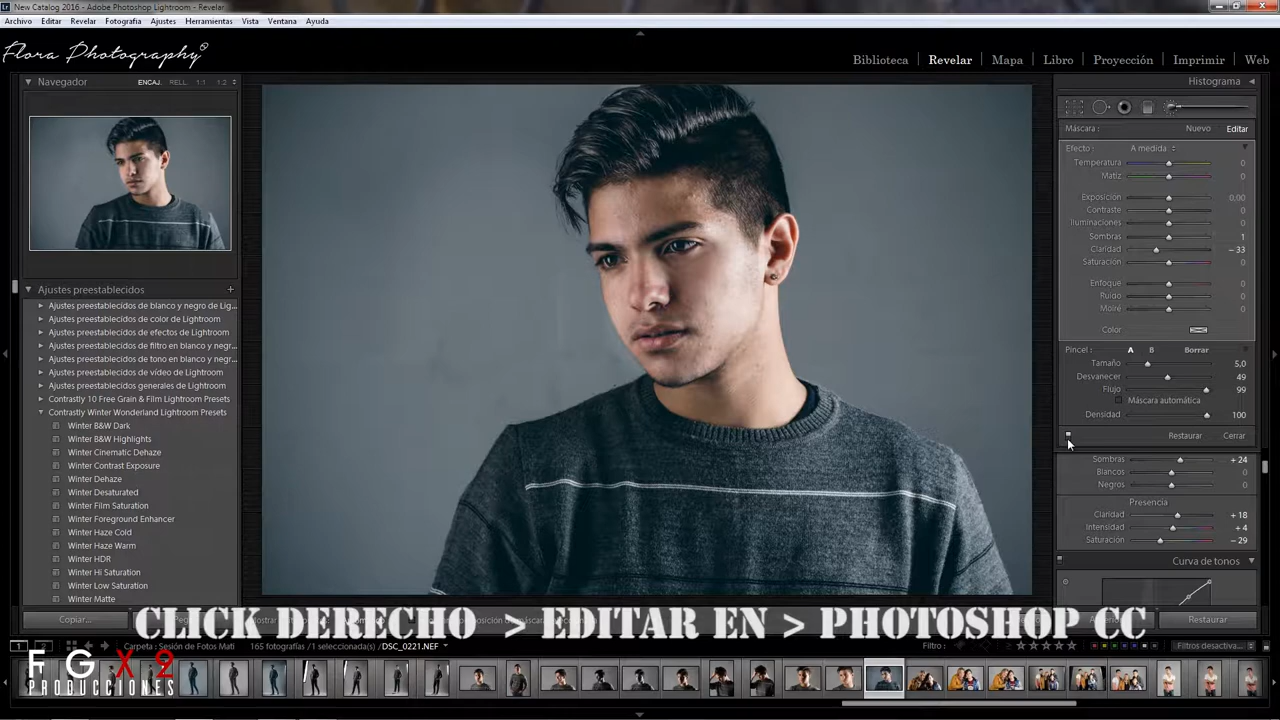 New Catalog 2016 - Adobe Photoshop Lightroom - Revelar
Archivo Editar Revelar Fotografía Ajustes Herramientas Vista Ventana Ayuda
Flora Photography
Biblioteca Revelar Mapa Libro Proyección Imprimir Web
Navegador ENCAJ. RELL. 1:1 1:2
Histograma
Máscara : Nuevo Editar
Efecto : A medida
Temperatura 0
Matiz 0
Exposición 0,00
Contraste 0
Iluminaciones 0
Sombras 1
Claridad − 33
Saturación 0
Enfoque 0
Ruido 0
Moiré 0
Color
Pincel : A B Borrar
Tamaño 5,0
Desvanecer 49
Flujo 99
Máscara automática
Densidad 100
Restaurar Cerrar
Sombras + 24
Blancos 0
Negros 0
Presencia
Claridad + 18
Intensidad + 4
Saturación − 29
Curva de tonos
Ajustes preestablecidos
Ajustes preestablecidos de blanco y negro de Lig...
Ajustes preestablecidos de color de Lightroom
Ajustes preestablecidos de efectos de Lightroom
Ajustes preestablecidos de filtro en blanco y negr...
Ajustes preestablecidos de tono en blanco y neg...
Ajustes preestablecidos de vídeo de Lightroom
Ajustes preestablecidos generales de Lightroom
Contrastly 10 Free Grain & Film Lightroom Presets
Contrastly Winter Wonderland Lightroom Presets
Winter B&W Dark
Winter B&W Highlights
Winter Cinematic Dehaze
Winter Contrast Exposure
Winter Dehaze
Winter Desaturated
Winter Film Saturation
Winter Foreground Enhancer
Winter Haze Cold
Winter Haze Warm
Winter HDR
Winter Hi Saturation
Winter Low Saturation
Winter Matte
Copiar... Restaurar
CLICK DERECHO > EDITAR EN > PHOTOSHOP CC
1 2 Carpeta : Sesión de Fotos Mati 165 fotografías /1 seleccionada(s) /DSC_0221.NEF Filtro : Filtros desactiva...
FGX2
PRODUCCIONES